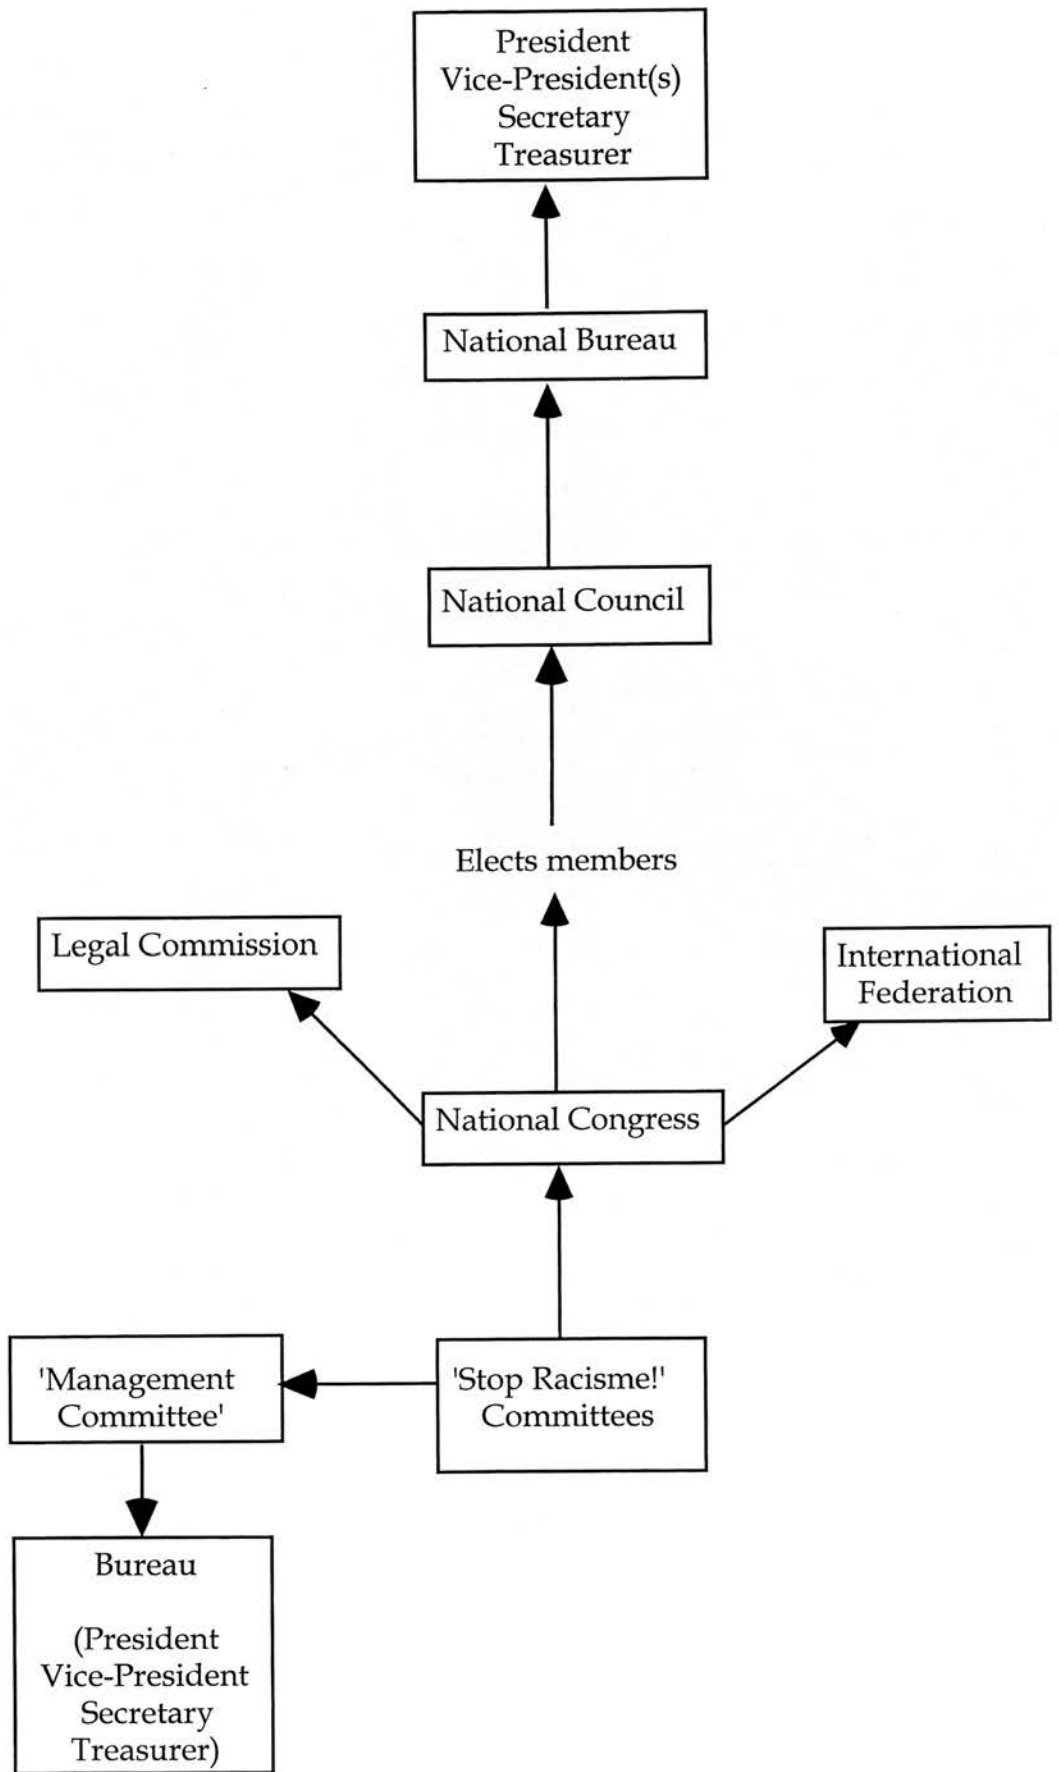 President
Vice-President(s)
Secretary
Treasurer
National Bureau
National Council
Elects members
Legal Commission
International
Federation
National Congress
'Management
Committee'
'Stop Racisme!'
Committees
Bureau
(President
Vice-President
Secretary
Treasurer)